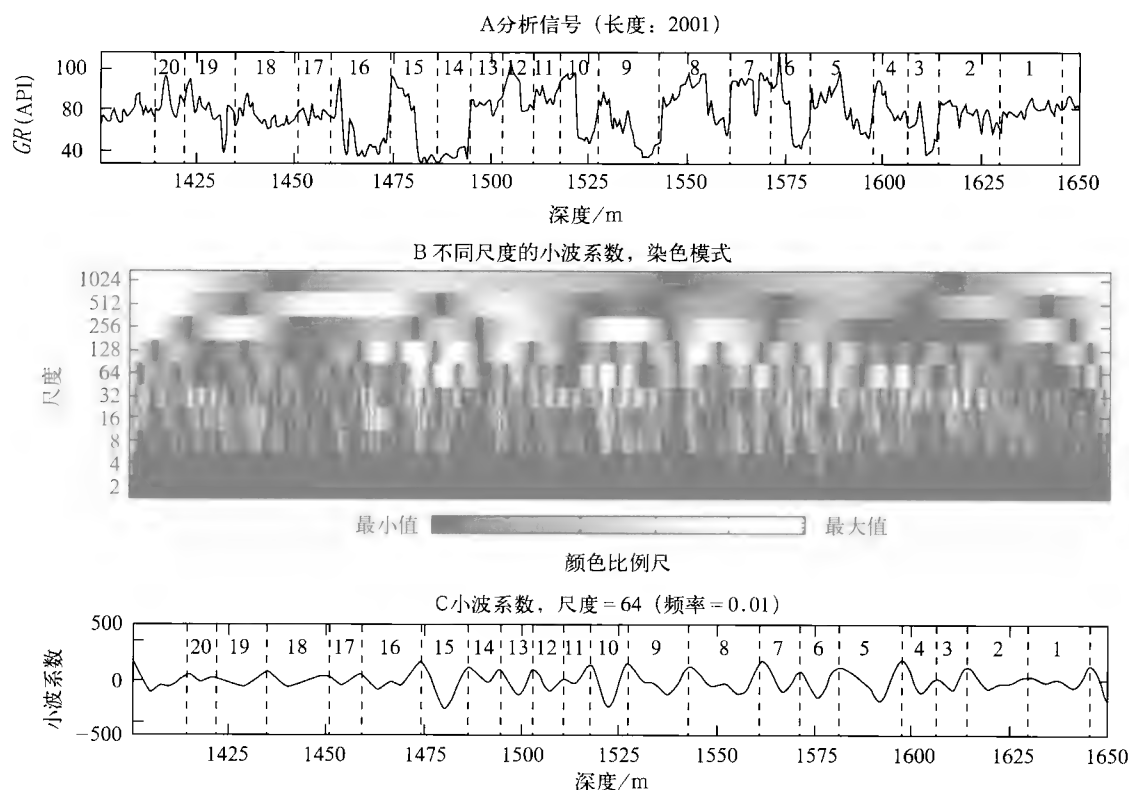 A分析信号（长度：2001）
GR(API)
100
80
40
20 19 18 17 16 15 14 13 12 11 10 9 8 7 6 5 4 3 2 1
1425 1450 1475 1500 1525 1550 1575 1600 1625 1650
深度/m
B 不同尺度的小波系数，染色模式
尺度
1024
512
256
128
64
32
16
8
4
2
最小值 最大值
颜色比例尺
C小波系数，尺度=64（频率=0.01）
小波系数
500
0
−500
20 19 18 17 16 15 14 13 12 11 10 9 8 7 6 5 4 3 2 1
1425 1450 1475 1500 1525 1550 1575 1600 1625 1650
深度/m